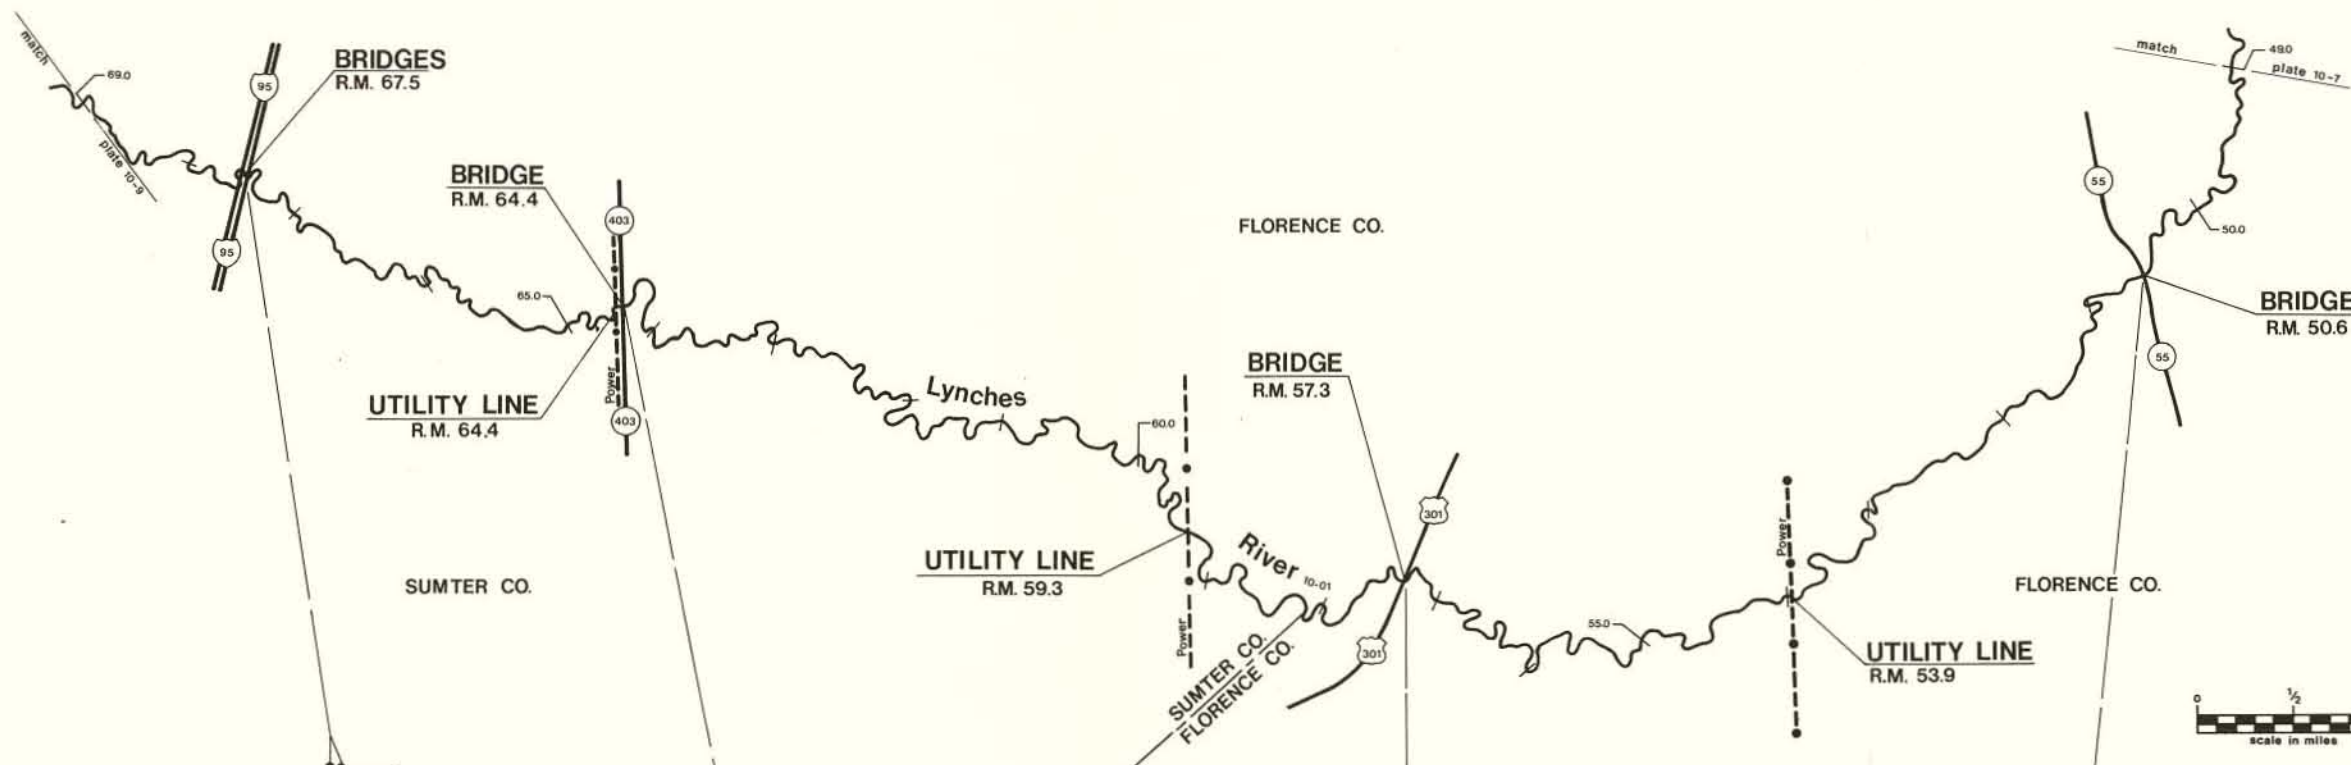 match
plate 10-9
69.0
95
95
BRIDGES
R.M. 67.5
BRIDGE
R.M. 64.4
403
403
Power
65.0
UTILITY LINE
R.M. 64.4
SUMTER CO.
FLORENCE CO.
Lynches
River 10-01
60.0
UTILITY LINE
R.M. 59.3
Power
SUMTER CO.
FLORENCE CO.
BRIDGE
R.M. 57.3
301
301
55.0
Power
UTILITY LINE
R.M. 53.9
FLORENCE CO.
55
55
BRIDGE
R.M. 50.6
50.0
49.0
match
plate 10-7
0
1/2
scale in miles